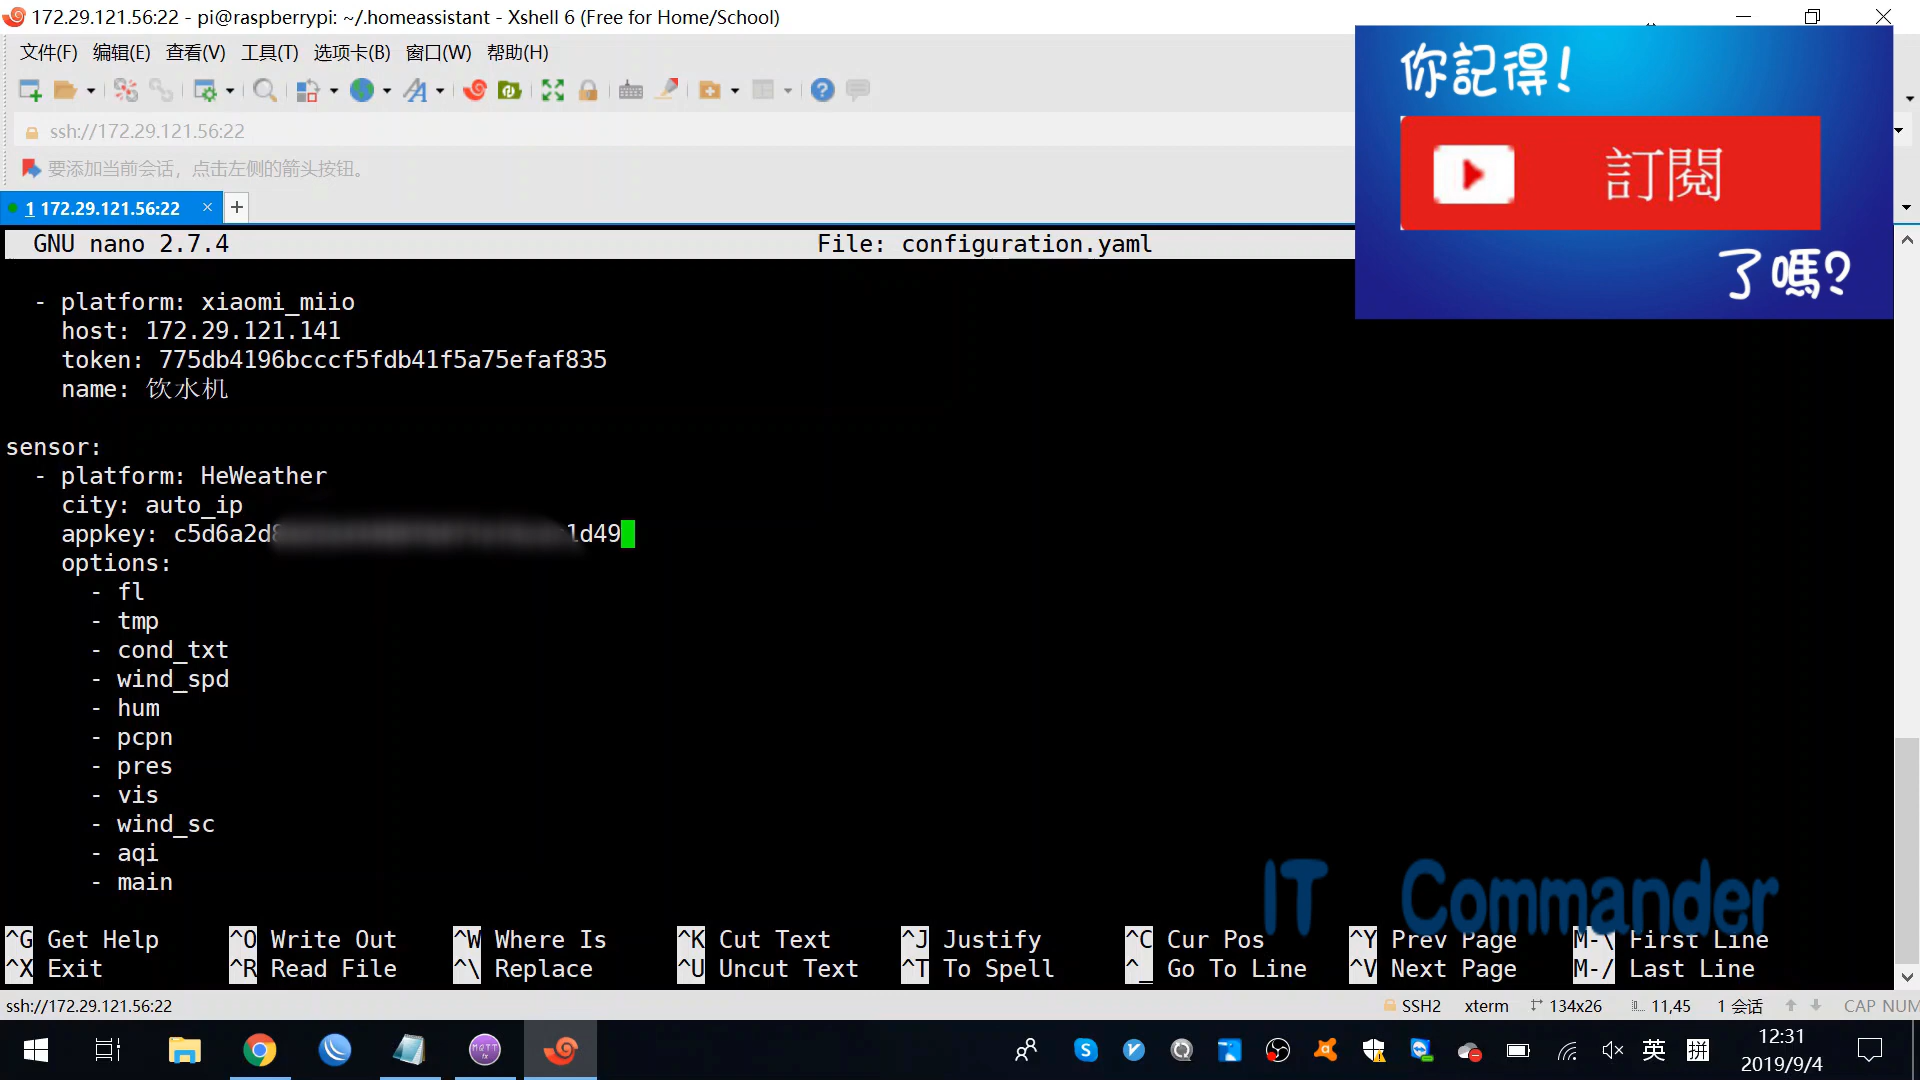 172.29.121.56:22 - pi@raspberrypi: ~/.homeassistant - Xshell 6 (Free for Home/School)
文件(F) 编辑(E) 查看(V) 工具(T) 选项卡(B) 窗口(W) 帮助(H)
ssh://172.29.121.56:22
要添加当前会话，点击左侧的箭头按钮。
1 172.29.121.56:22
你記得!
訂閱
了嗎?
GNU nano 2.7.4 File: configuration.yaml
- platform: xiaomi_miio
host: 172.29.121.141
token: 775db4196bcccf5fdb41f5a75efaf835
name: 饮水机
sensor:
- platform: HeWeather
city: auto_ip
appkey: c5d6a2d 1d49
options:
- fl
- tmp
- cond_txt
- wind_spd
- hum
- pcpn
- pres
- vis
- wind_sc
- aqi
- main
IT Commander
^G Get Help ^O Write Out ^W Where Is ^K Cut Text ^J Justify ^C Cur Pos ^Y Prev Page M-\ First Line
^X Exit ^R Read File ^\ Replace ^U Uncut Text ^T To Spell ^_ Go To Line ^V Next Page M-/ Last Line
ssh://172.29.121.56:22 SSH2 xterm 134x26 11,45 1 会话 CAP NUM
MQTT
fx
英 拼
12:31
2019/9/4